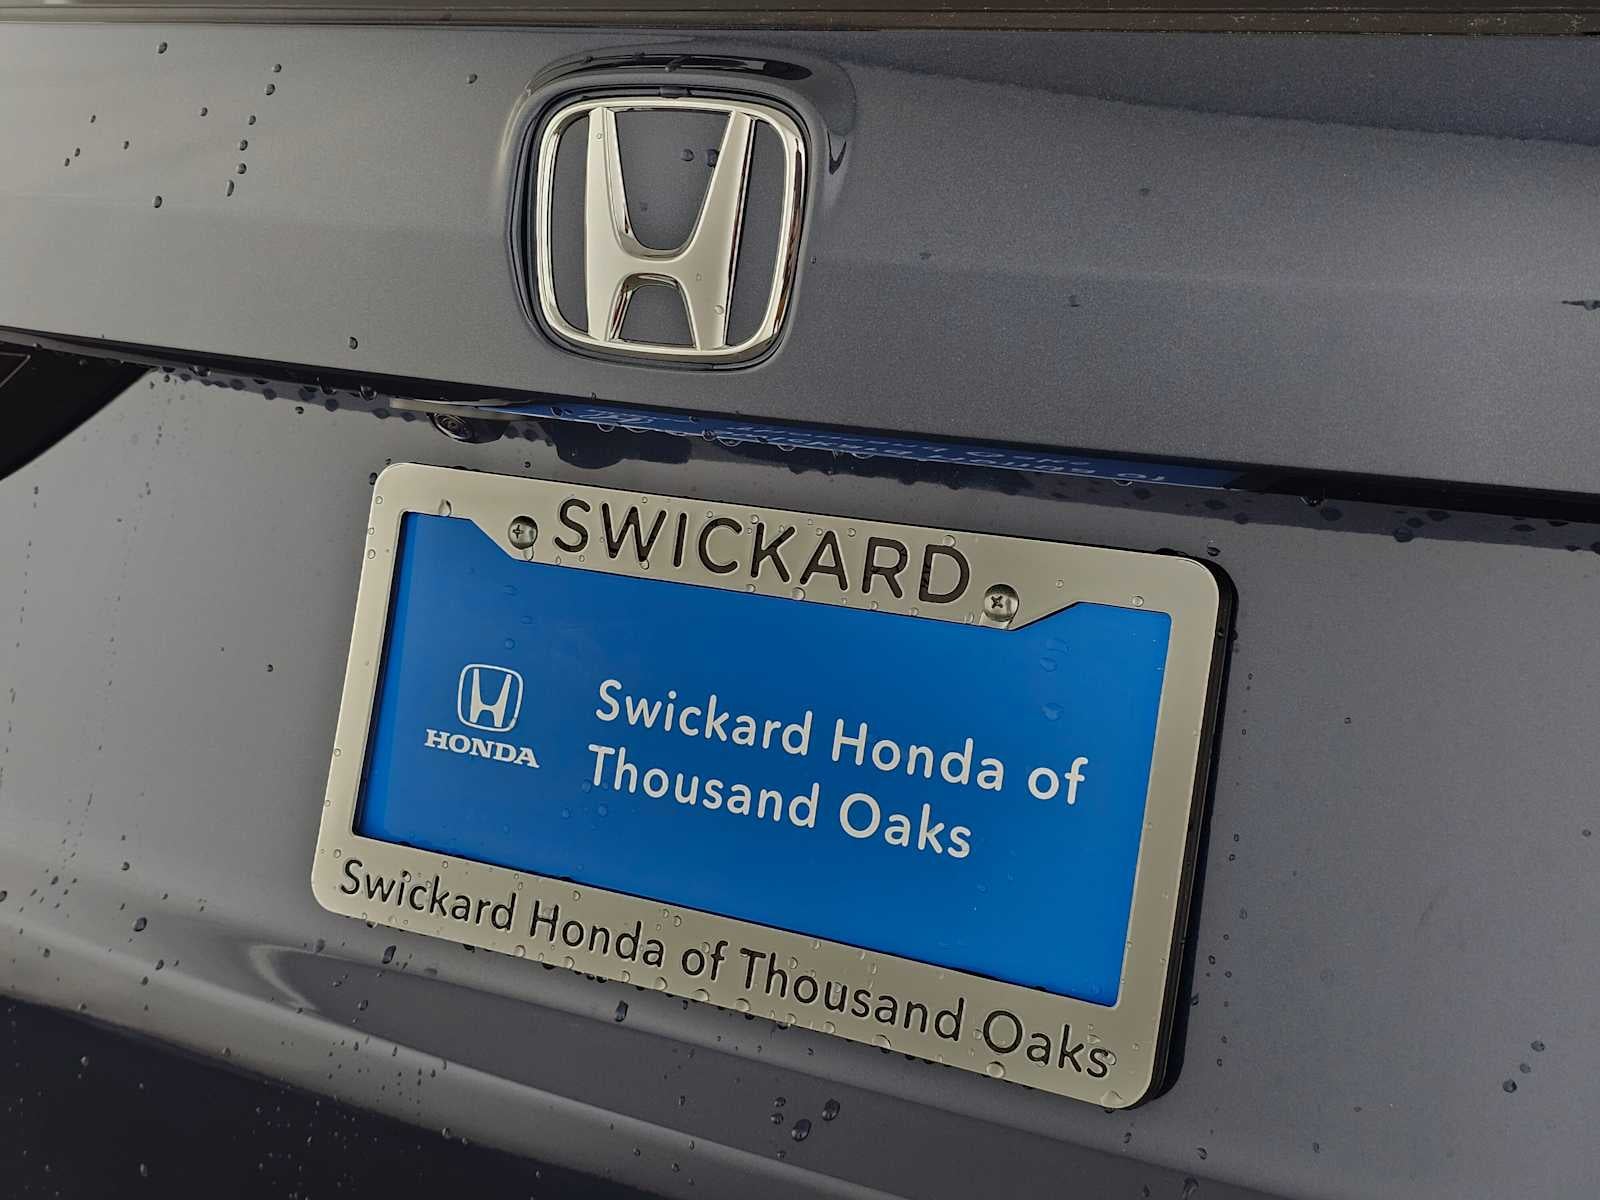 SWICKARD
HONDA
Swickard Honda of
Thousand Oaks
Swickard Honda of Thousand Oaks